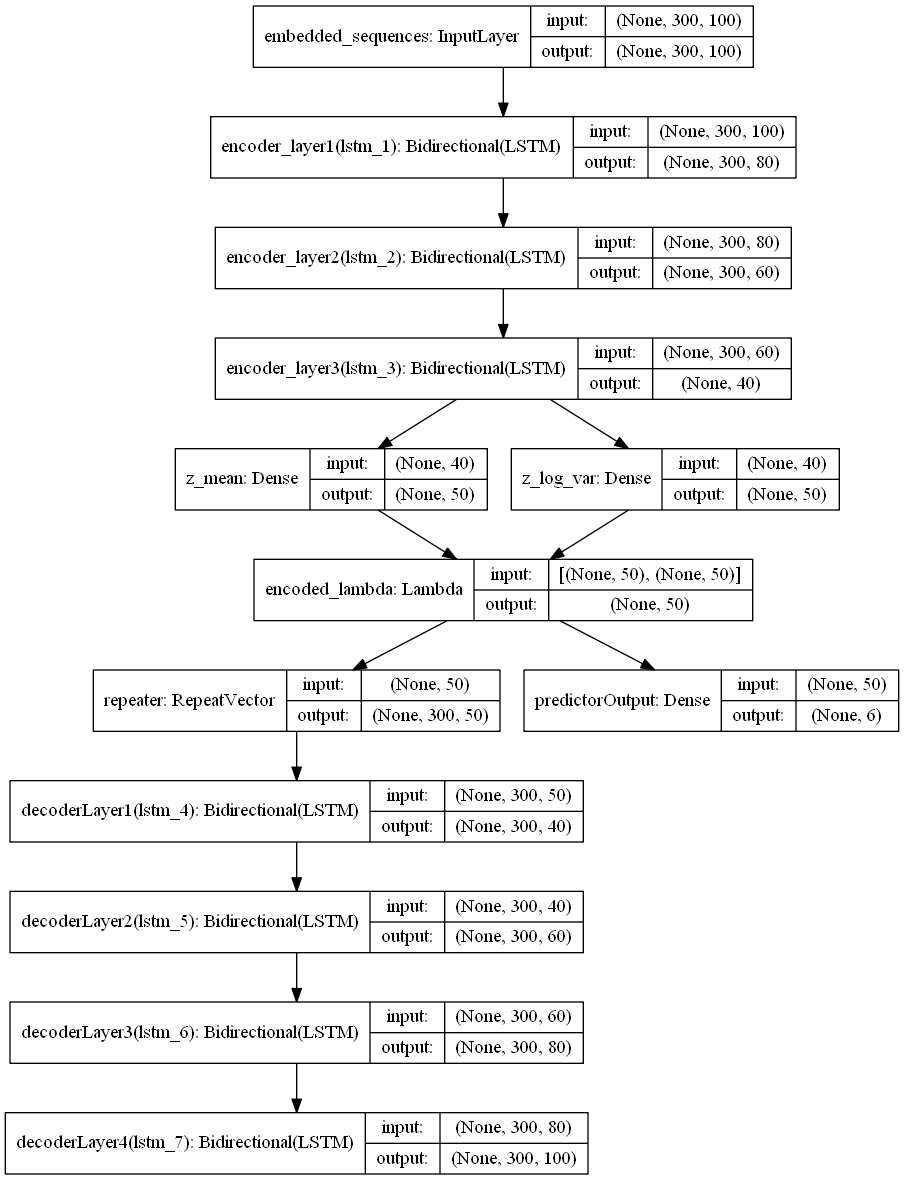 embedded_sequences: InputLayer
input: (None, 300, 100)
output: (None, 300, 100)
encoder_layer1(lstm_1): Bidirectional(LSTM)
input: (None, 300, 100)
output: (None, 300, 80)
encoder_layer2(lstm_2): Bidirectional(LSTM)
input: (None, 300, 80)
output: (None, 300, 60)
encoder_layer3(lstm_3): Bidirectional(LSTM)
input: (None, 300, 60)
output: (None, 40)
z_mean: Dense
input: (None, 40)
output: (None, 50)
z_log_var: Dense
input: (None, 40)
output: (None, 50)
encoded_lambda: Lambda
input: [(None, 50), (None, 50)]
output: (None, 50)
repeater: RepeatVector
input: (None, 50)
output: (None, 300, 50)
predictorOutput: Dense
input: (None, 50)
output: (None, 6)
decoderLayer1(lstm_4): Bidirectional(LSTM)
input: (None, 300, 50)
output: (None, 300, 40)
decoderLayer2(lstm_5): Bidirectional(LSTM)
input: (None, 300, 40)
output: (None, 300, 60)
decoderLayer3(lstm_6): Bidirectional(LSTM)
input: (None, 300, 60)
output: (None, 300, 80)
decoderLayer4(lstm_7): Bidirectional(LSTM)
input: (None, 300, 80)
output: (None, 300, 100)